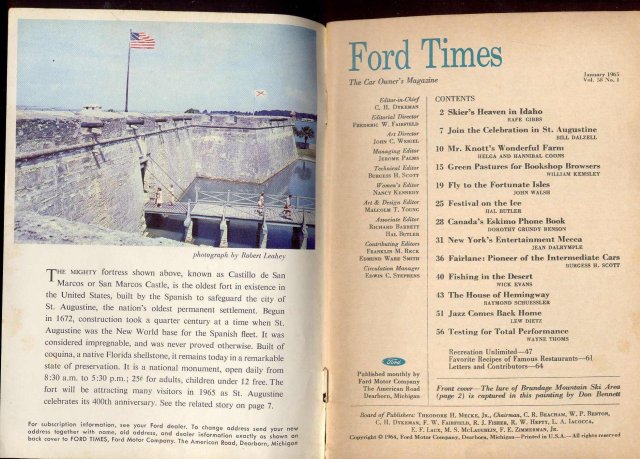 photograph by Robert Leahey
THE MIGHTY fortress shown above, known as Castillo de San
Marcos or San Marcos Castle, is the oldest fort in existence in
the United States, built by the Spanish to safeguard the city of
St. Augustine, the nation's oldest permanent settlement. Begun
in 1672, construction took a quarter century at a time when St.
Augustine was the New World base for the Spanish fleet. It was
considered impregnable, and was never proved otherwise. Built of
coquina, a native Florida shellstone, it remains today in a remarkable
state of preservation. It is a national monument, open daily from
8:30 a.m. to 5:30 p.m.; 25¢ for adults, children under 12 free. The
fort will be attracting many visitors in 1965 as St. Augustine
celebrates its 400th anniversary. See the related story on page 7.
For subscription information, see your Ford dealer. To change address send your new
address together with name, old address, and dealer information exactly as shown on
back cover to FORD TIMES, Ford Motor Company, The American Road, Dearborn, Michigan
Ford Times
The Car Owner's Magazine
January 1965
Vol. 58 No. 1
Editor-in-Chief
C. H. DYKEMAN
Editorial Director
FREDERIC W. FAIRFIELD
Art Director
JOHN C. WEIGEL
Managing Editor
JEROME PALMS
Technical Editor
BURGESS H. SCOTT
Women's Editor
NANCY KENNEDY
Art & Design Editor
MALCOLM T. YOUNG
Associate Editor
RICHARD BARRETT
HAL BUTLER
Contributing Editors
FRANKLIN M. RECK
EDMUND WARE SMITH
Circulation Manager
EDWIN C. STEPHENS
Ford
Published monthly by
Ford Motor Company
The American Road
Dearborn, Michigan
CONTENTS
2 Skier's Heaven in Idaho
RAFE GIBBS
7 Join the Celebration in St. Augustine
BILL DALZELL
10 Mr. Knott's Wonderful Farm
HELGA AND HANNIBAL COONS
15 Green Pastures for Bookshop Browsers
WILLIAM KEMSLEY
19 Fly to the Fortunate Isles
JOHN WALSH
25 Festival on the Ice
HAL BUTLER
28 Canada's Eskimo Phone Book
DOROTHY GRUNDY BENSON
31 New York's Entertainment Mecca
JEAN DALRYMPLE
36 Fairlane: Pioneer of the Intermediate Cars
BURGESS H. SCOTT
40 Fishing in the Desert
WICK EVANS
43 The House of Hemingway
RAYMOND SCHUESSLER
51 Jazz Comes Back Home
LEW DIETZ
56 Testing for Total Performance
WAYNE THOMS
Recreation Unlimited—47
Favorite Recipes of Famous Restaurants—61
Letters and Contributors—64
Front cover – The lure of Brundage Mountain Ski Area
(page 2) is captured in this painting by Don Bennett
Board of Publishers: THEODORE H. MECKE, JR., Chairman, C. R. BEACHAM, W. P. BENTON,
C. H. DYKEMAN, F. W. FAIRFIELD, R. J. FISHER, R. W. HEFTY, L. A. IACOCCA,
E. F. LAUX, M. S. MCLAUGHLIN, F. E. ZIMMERMAN, JR.
Copyright © 1964, Ford Motor Company, Dearborn, Michigan—Printed in U.S.A.—All rights reserved